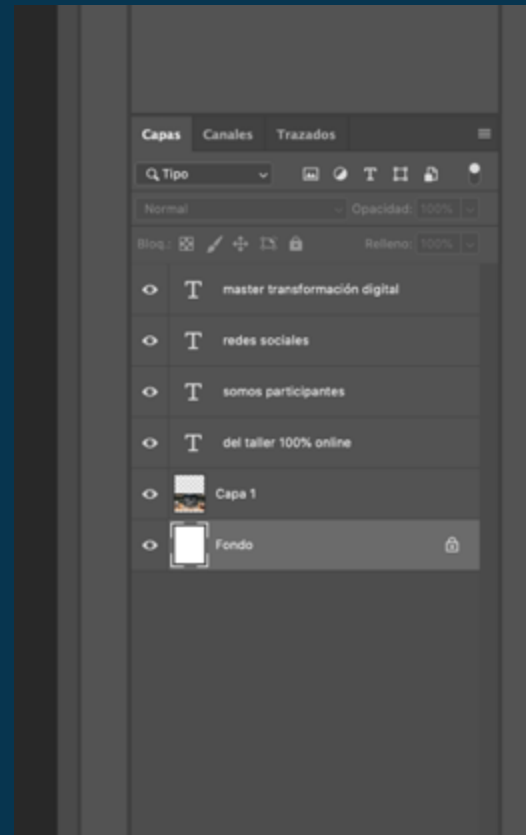 Capas Canales Trazados
Tipo
Normal Opacidad: 100%
Bloq.: Relleno: 100%
T master transformación digital
T redes sociales
T somos participantes
T del taller 100% online
Capa 1
Fondo